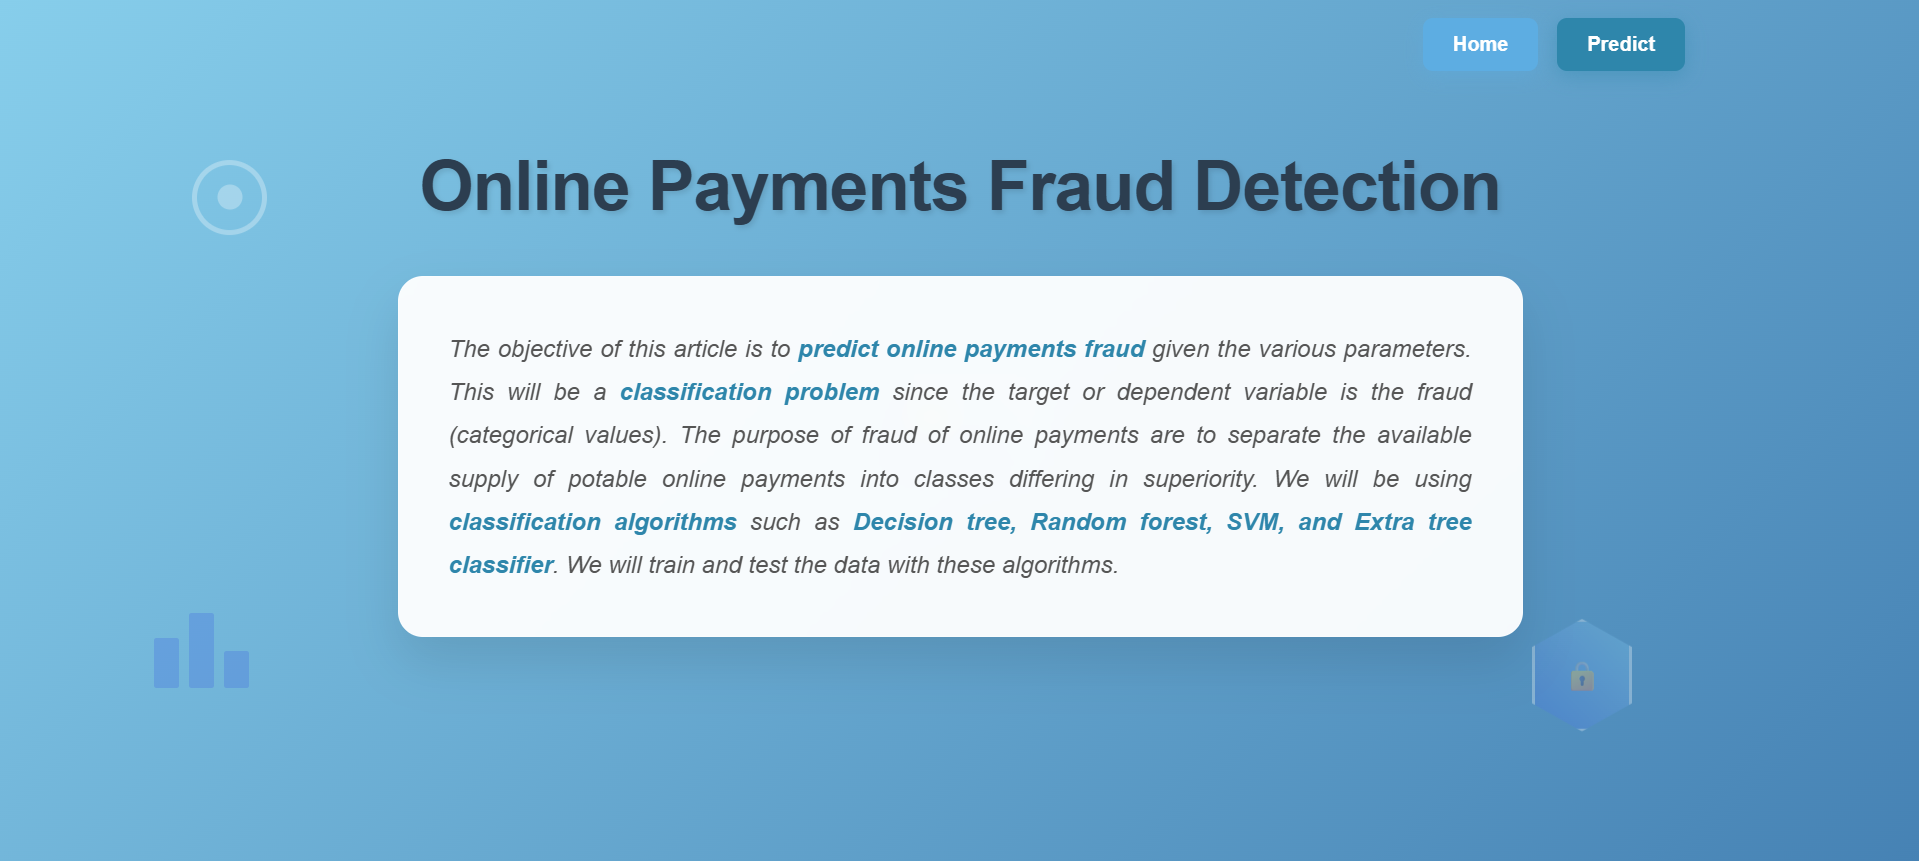 Home
Predict
Online Payments Fraud Detection
The objective of this article is to predict online payments fraud given the various parameters.
This will be a classification problem since the target or dependent variable is the fraud
(categorical values). The purpose of fraud of online payments are to separate the available
supply of potable online payments into classes differing in superiority. We will be using
classification algorithms such as Decision tree, Random forest, SVM, and Extra tree
classifier. We will train and test the data with these algorithms.